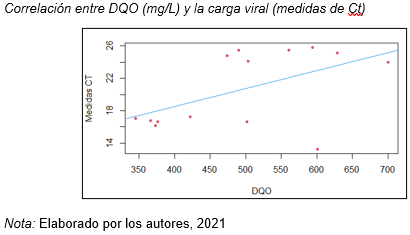 Correlación entre DQO (mg/L) y la carga viral (medidas de Ct)
26
22
18
14
Medidas CT
350 400 450 500 550 600 650 700
DQO
Nota: Elaborado por los autores, 2021